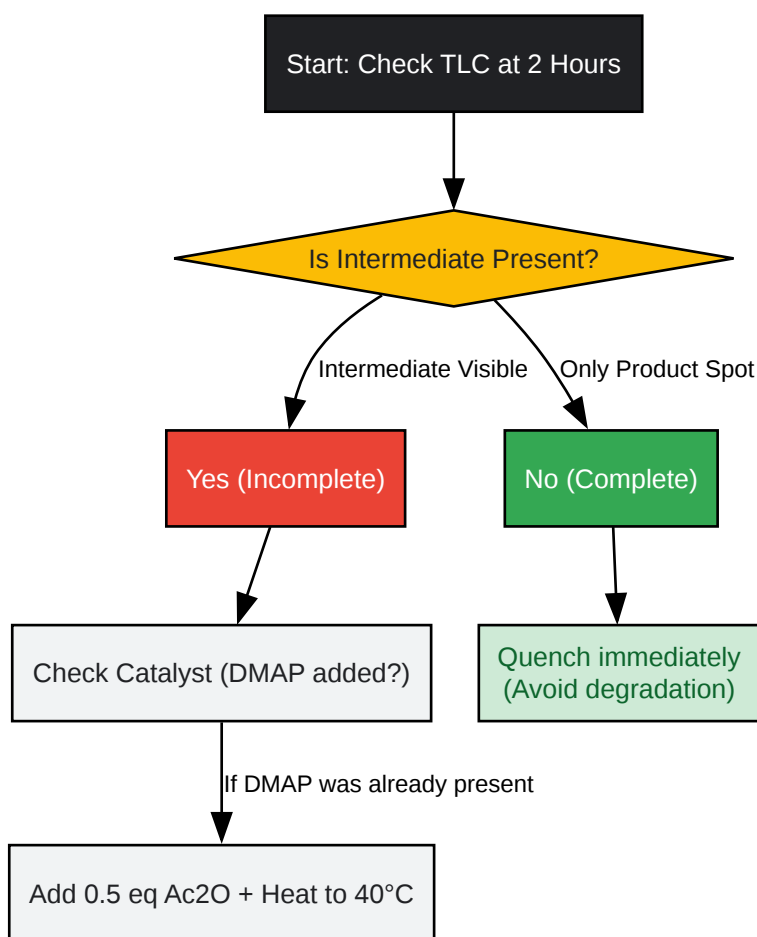 Start: Check TLC at 2 Hours
Is Intermediate Present?
Intermediate Visible
Only Product Spot
Yes (Incomplete)
No (Complete)
Check Catalyst (DMAP added?)
Quench immediately
(Avoid degradation)
If DMAP was already present
Add 0.5 eq Ac2O + Heat to 40°C